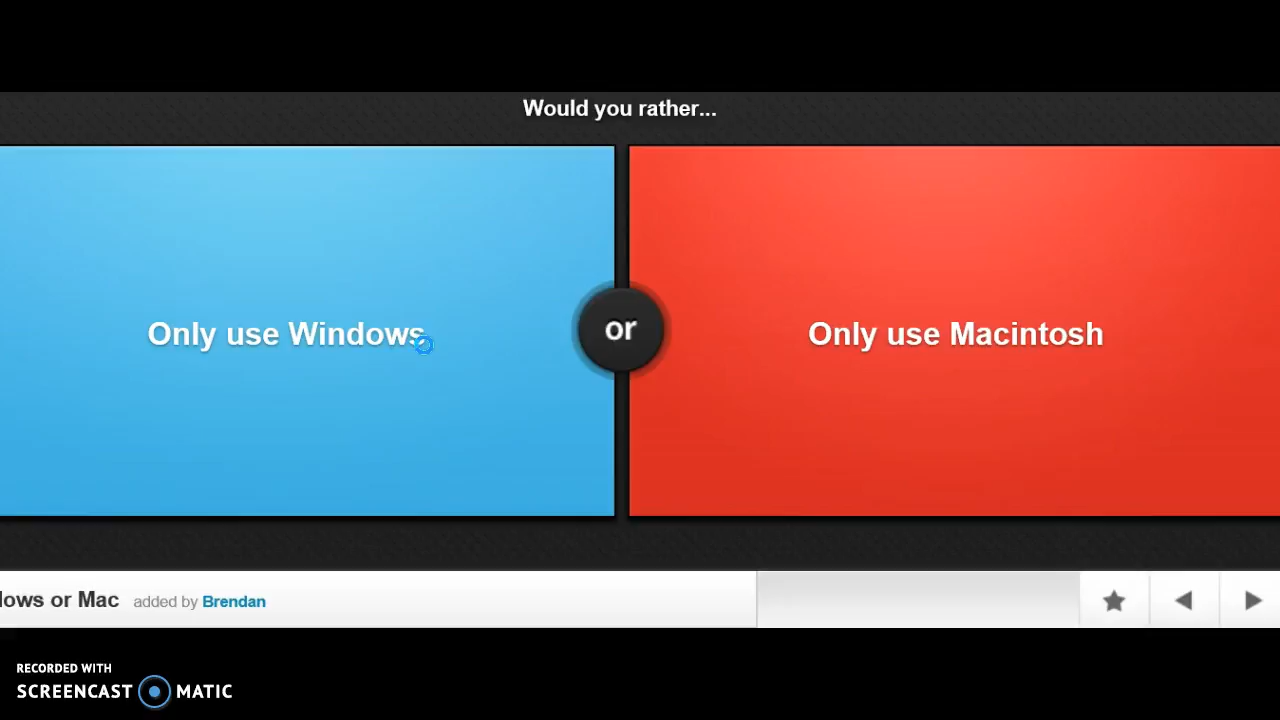 Would you rather...
Only use Windows
or
Only use Macintosh
lows or Mac added by Brendan
RECORDED WITH
SCREENCAST MATIC